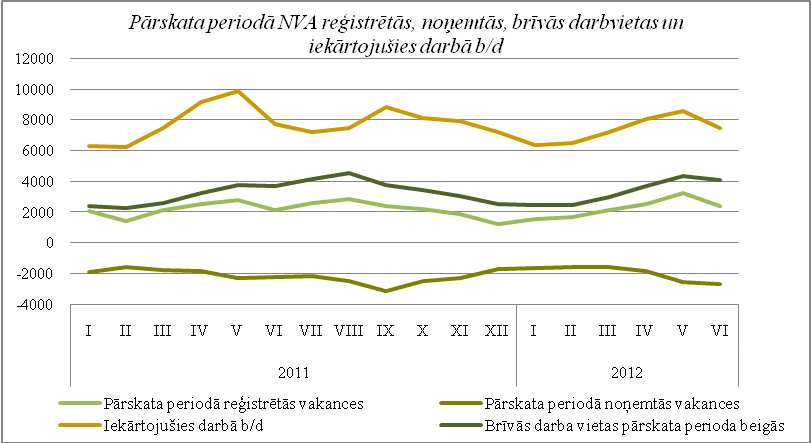 Pārskata periodā NVA reģistrētās, noņemtās, brīvās darbvietas un
iekārtojušies darbā b/d
12000
10000
8000
6000
4000
2000
0
-2000
-4000
I II III IV V VI VII VIII IX X XI XII I II III IV V VI
2011 2012
Pārskata periodā reģistrētās vakances Pārskata periodā noņemtās vakances
Iekārtojušies darbā b/d Brīvās darba vietas pārskata perioda beigās